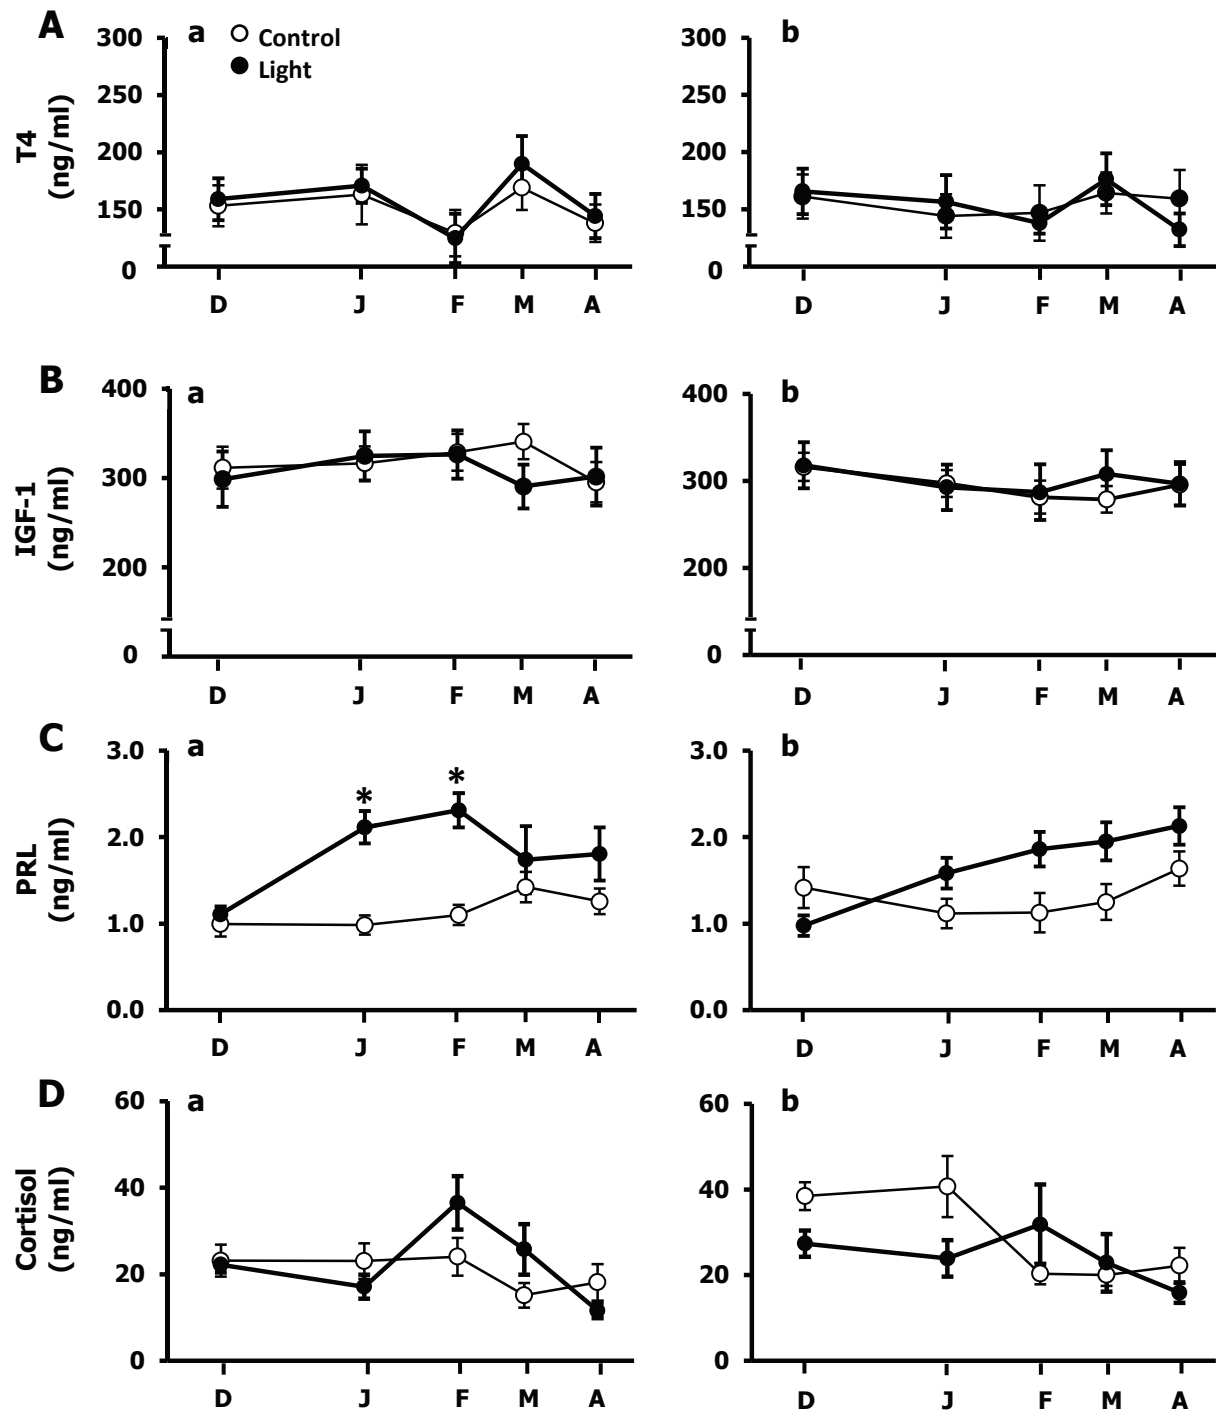 A
a
Control
Light
b
T4
(ng/ml)
300
250
200
150
0
300
250
200
150
0
D J F M A
D J F M A
B
a
b
IGF-1
(ng/ml)
400
300
200
0
400
300
200
0
D J F M A
D J F M A
C
a
b
PRL
(ng/ml)
3.0
2.0
1.0
0.0
3.0
2.0
1.0
0.0
* *
D J F M A
D J F M A
D
a
b
Cortisol
(ng/ml)
60
40
20
0
60
40
20
0
D J F M A
D J F M A